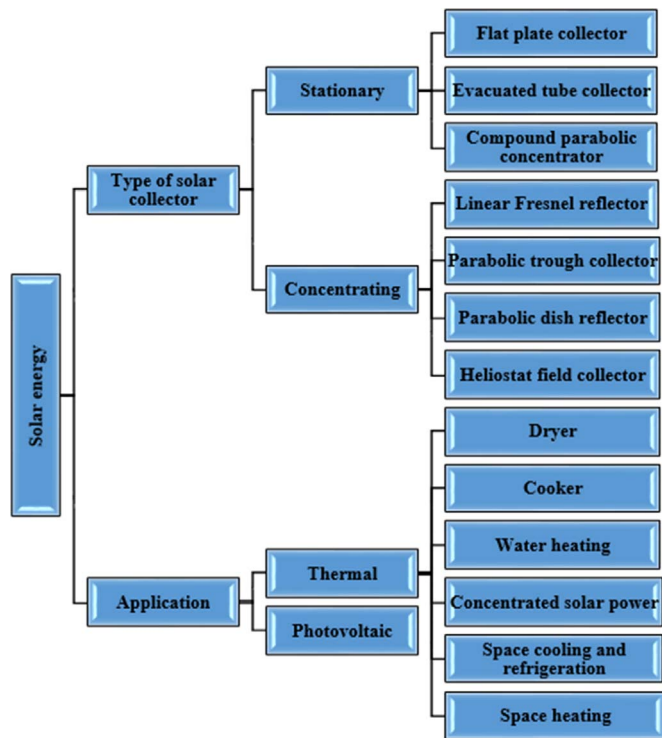 Solar energy
Type of solar
collector
Stationary
Flat plate collector
Evacuated tube collector
Compound parabolic
concentrator
Concentrating
Linear Fresnel reflector
Parabolic trough collector
Parabolic dish reflector
Heliostat field collector
Application
Thermal
Dryer
Cooker
Water heating
Concentrated solar power
Space cooling and
refrigeration
Space heating
Photovoltaic